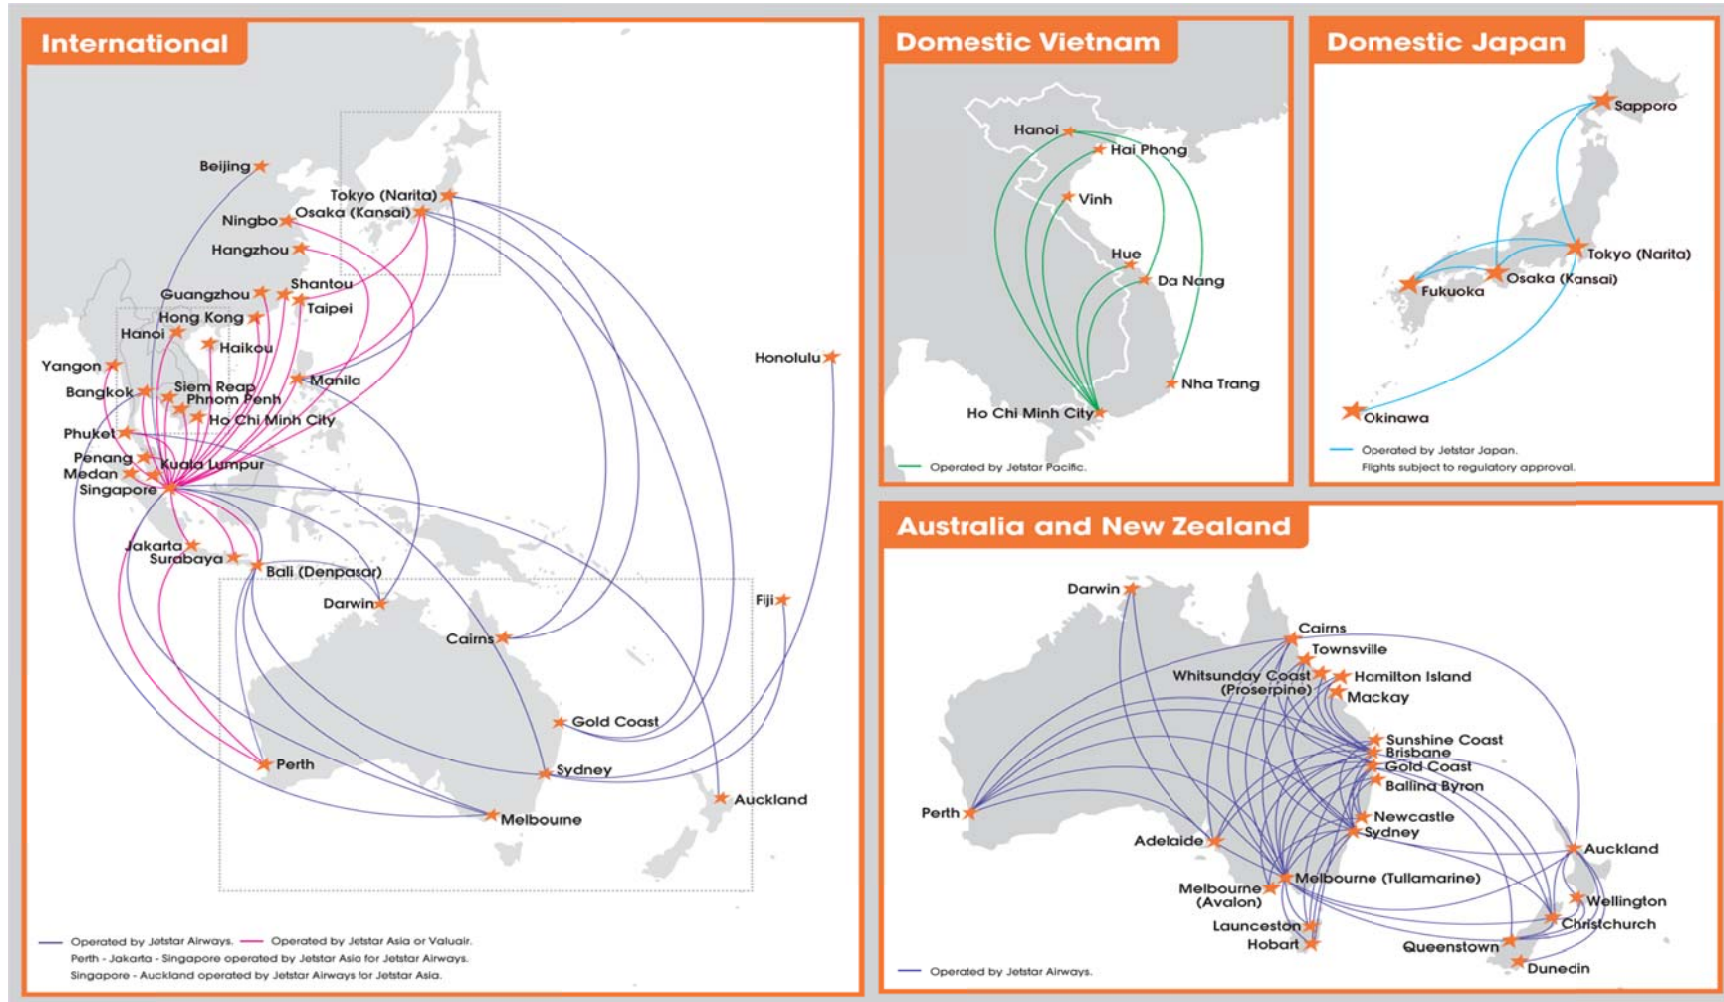 International
Beijing
Tokyo (Narita)
Osaka (Kansai)
Ningbo
Hangzhou
Shantou
Guangzhou
Taipei
Hong Kong
Hanoi
Haikou
Yangon
Honolulu
Manila
Siem Reap
Bangkok
Phnom Penh
Ho Chi Minh City
Phuket
Penang
Kuala Lumpur
Medan
Singapore
Jakarta
Surabaya
Bali (Denpasar)
Darwin
Fiji
Cairns
Gold Coast
Perth
Sydney
Auckland
Melbourne
Operated by Jetstar Airways.
Operated by Jetstar Asia or Valuair.
Perth - Jakarta - Singapore operated by Jetstar Asia for Jetstar Airways.
Singapore - Auckland operated by Jetstar Airways for Jetstar Asia.
Domestic Vietnam
Hanoi
Hai Phong
Vinh
Hue
Da Nang
Nha Trang
Ho Chi Minh City
Operated by Jetstar Pacific.
Domestic Japan
Sapporo
Tokyo (Narita)
Osaka (Kansai)
Fukuoka
Okinawa
Operated by Jetstar Japan.
Flights subject to regulatory approval.
Australia and New Zealand
Darwin
Cairns
Townsville
Whitsunday Coast
(Proserpine)
Hamilton Island
Mackay
Sunshine Coast
Brisbane
Gold Coast
Ballina Byron
Perth
Newcastle
Sydney
Adelaide
Auckland
Melbourne (Tullamarine)
Melbourne
(Avalon)
Wellington
Launceston
Christchurch
Hobart
Queenstown
Dunedin
Operated by Jetstar Airways.